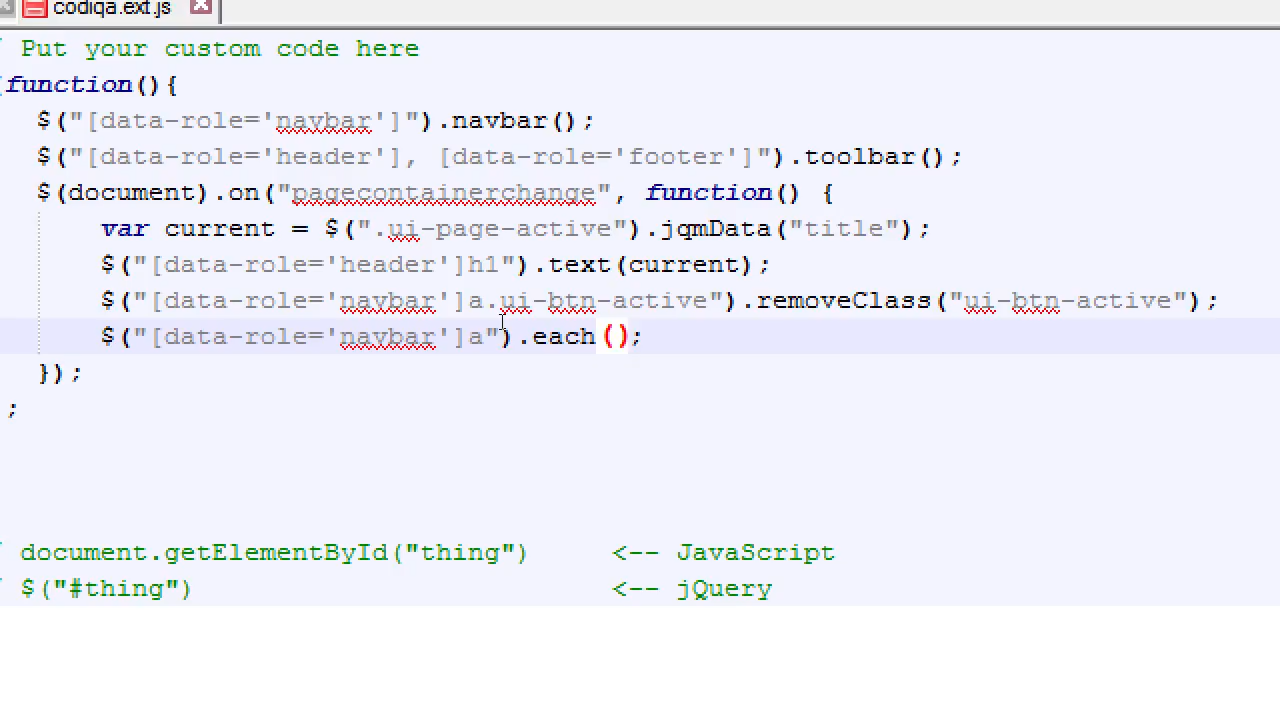 codiqa.ext.js
Put your custom code here
function(){
$("[data-role='navbar']").navbar();
$("[data-role='header'], [data-role='footer']").toolbar();
$(document).on("pagecontainerchange", function() {
var current = $(".ui-page-active").jqmData("title");
$("[data-role='header']h1").text(current);
$("[data-role='navbar']a.ui-btn-active").removeClass("ui-btn-active");
$("[data-role='navbar']a").each();
});
;
document.getElementById("thing") <-- JavaScript
$("#thing") <-- jQuery